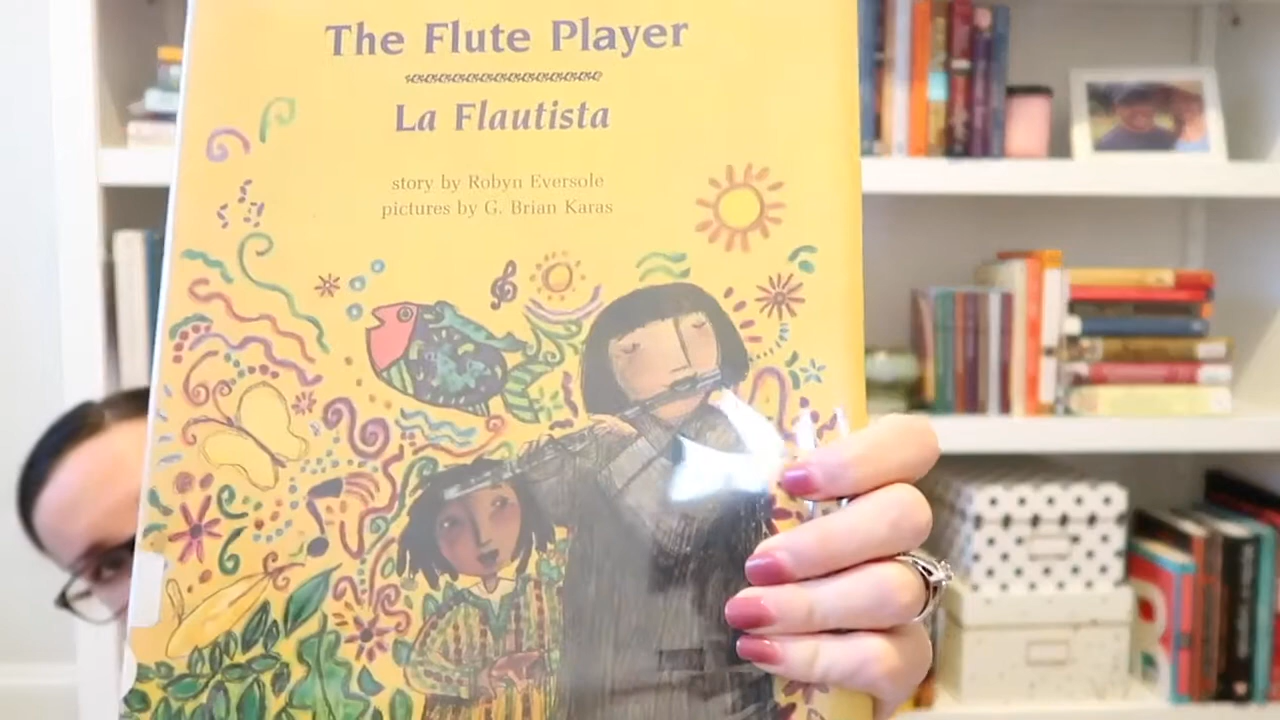 The Flute Player
La Flautista
story by Robyn Eversole
pictures by G. Brian Karas